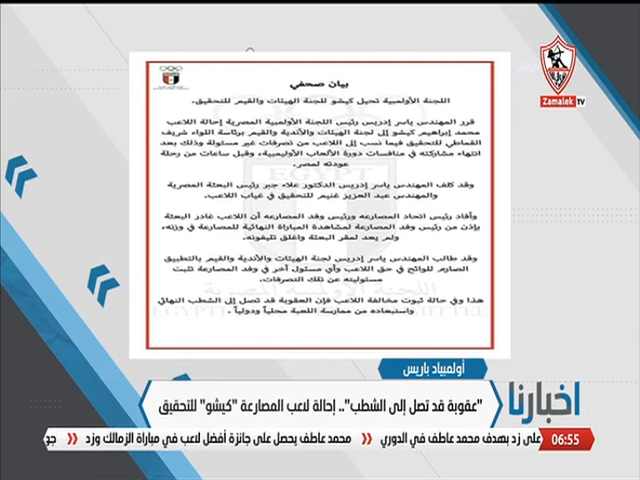 Zamalek TV
بيان صحفي
اللجنة الأولمبية تحيل كيشو للجنة الهيئات والقيم للتحقيق.
قرر المهندس ياسر إدريس رئيس اللجنة الأولمبية المصرية إحالة اللاعب
محمد إبراهيم كيشو إلى لجنة الهيئات والأندية والقيم برئاسة اللواء شريف
القماطي للتحقيق فيما نسب إلى اللاعب من تصرفات غير مسئولة وذلك بعد
انتهاء مشاركته في منافسات دورة الألعاب الأوليمبية، وقبل ساعات من رحلة
عودته لمصر.
وقد كلف المهندس ياسر إدريس الدكتور علاء جبر رئيس البعثة المصرية
والمهندس عبد العزيز غنيم للتحقيق في غياب اللاعب.
وأفاد رئيس اتحاد المصارعه ورئيس وفد المصارعه أن اللاعب غادر البعثة
بإذن من رئيس وفد المصارعة لمشاهدة المباراة النهائية للمصارعة في وزنه،
ولم يعد لمقر البعثة واغلق تليفونه.
وقد طالب المهندس ياسر إدريس لجنة الهيئات والأندية والقيم بالتطبيق
الصارم للوائح في حق اللاعب وأي مسئول آخر في وفد المصارعة تثبت
مسئوليته عن تلك التصرفات.
هذا وفي حالة ثبوت مخالفة اللاعب فإن العقوبة قد تصل إلى الشطب النهائي
واستبعاده من ممارسة اللعبة محلياً ودولياً.
أولمبياد باريس
"عقوبة قد تصل إلى الشطب".. إحالة لاعب المصارعة "كيشو" للتحقيق
اخبارنا
06:55 على زد بهدف محمد عاطف في الدوري محمد عاطف يحصل على جائزة أفضل لاعب في مباراة الزمالك وزد جو